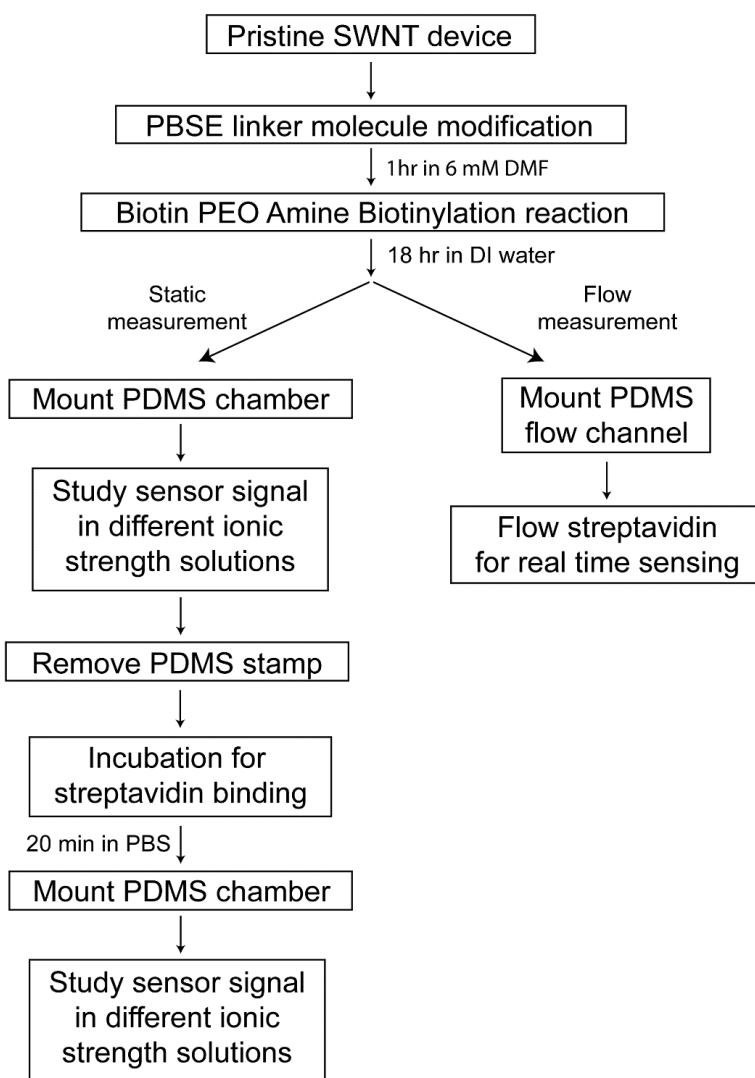 Pristine SWNT device
PBSE linker molecule modification
1hr in 6 mM DMF
Biotin PEO Amine Biotinylation reaction
18 hr in DI water
Static
measurement
Flow
measurement
Mount PDMS chamber
Study sensor signal
in different ionic
strength solutions
Remove PDMS stamp
Incubation for
streptavidin binding
20 min in PBS
Mount PDMS chamber
Study sensor signal
in different ionic
strength solutions
Mount PDMS
flow channel
Flow streptavidin
for real time sensing